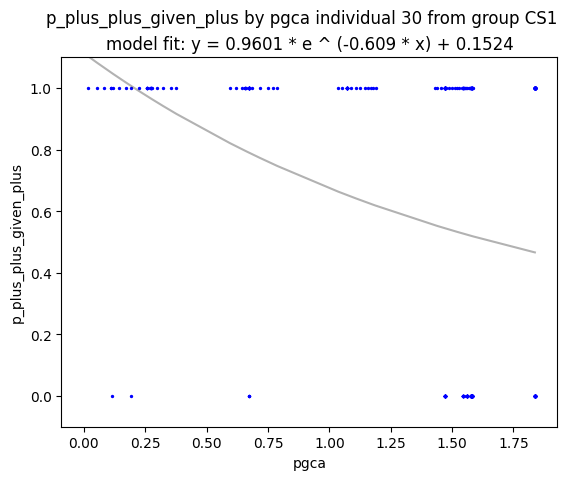 p_plus_plus_given_plus by pgca individual 30 from group CS1
model fit: y = 0.9601 * e ^ (-0.609 * x) + 0.1524
1.0
0.8
0.6
0.4
0.2
0.0
p_plus_plus_given_plus
0.00 0.25 0.50 0.75 1.00 1.25 1.50 1.75
pgca